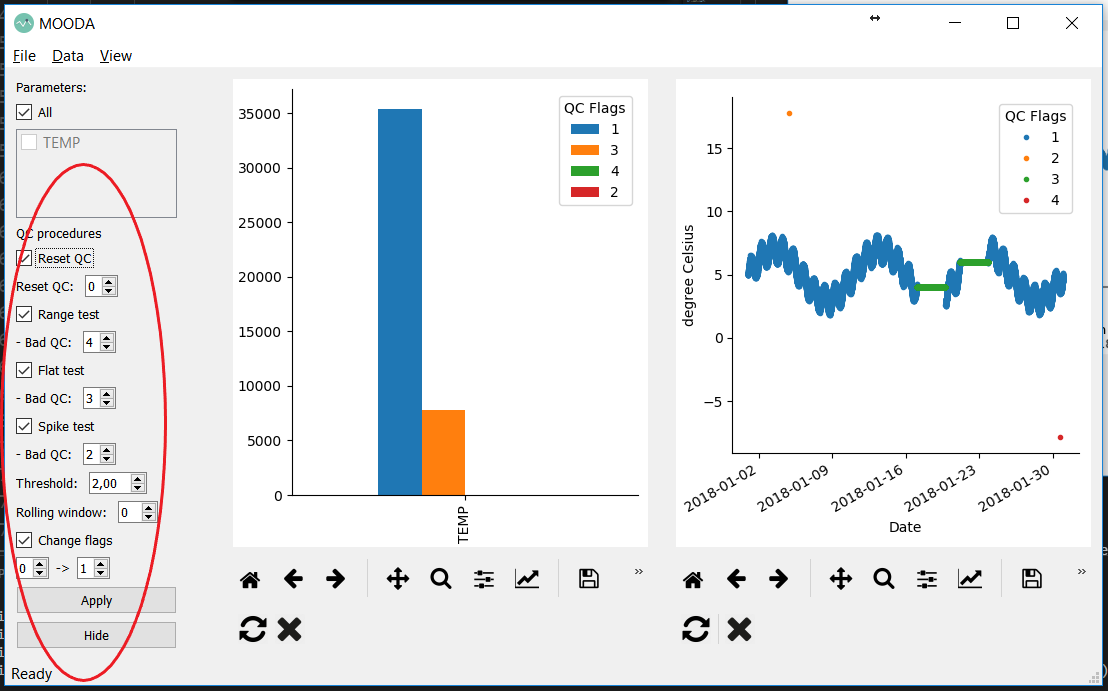 MOODA
File Data View
Parameters:
All
TEMP
QC procedures
Reset QC
Reset QC: 0
Range test
- Bad QC: 4
Flat test
- Bad QC: 3
Spike test
- Bad QC: 2
Threshold: 2,00
Rolling window: 0
Change flags
0 -> 1
Apply
Hide
Ready
35000
30000
25000
20000
15000
10000
5000
0
TEMP
QC Flags
1
3
4
2
degree Celsius
15
10
5
0
−5
QC Flags
1
2
3
4
2018-01-02
2018-01-09
2018-01-16
2018-01-23
2018-01-30
Date
»
»